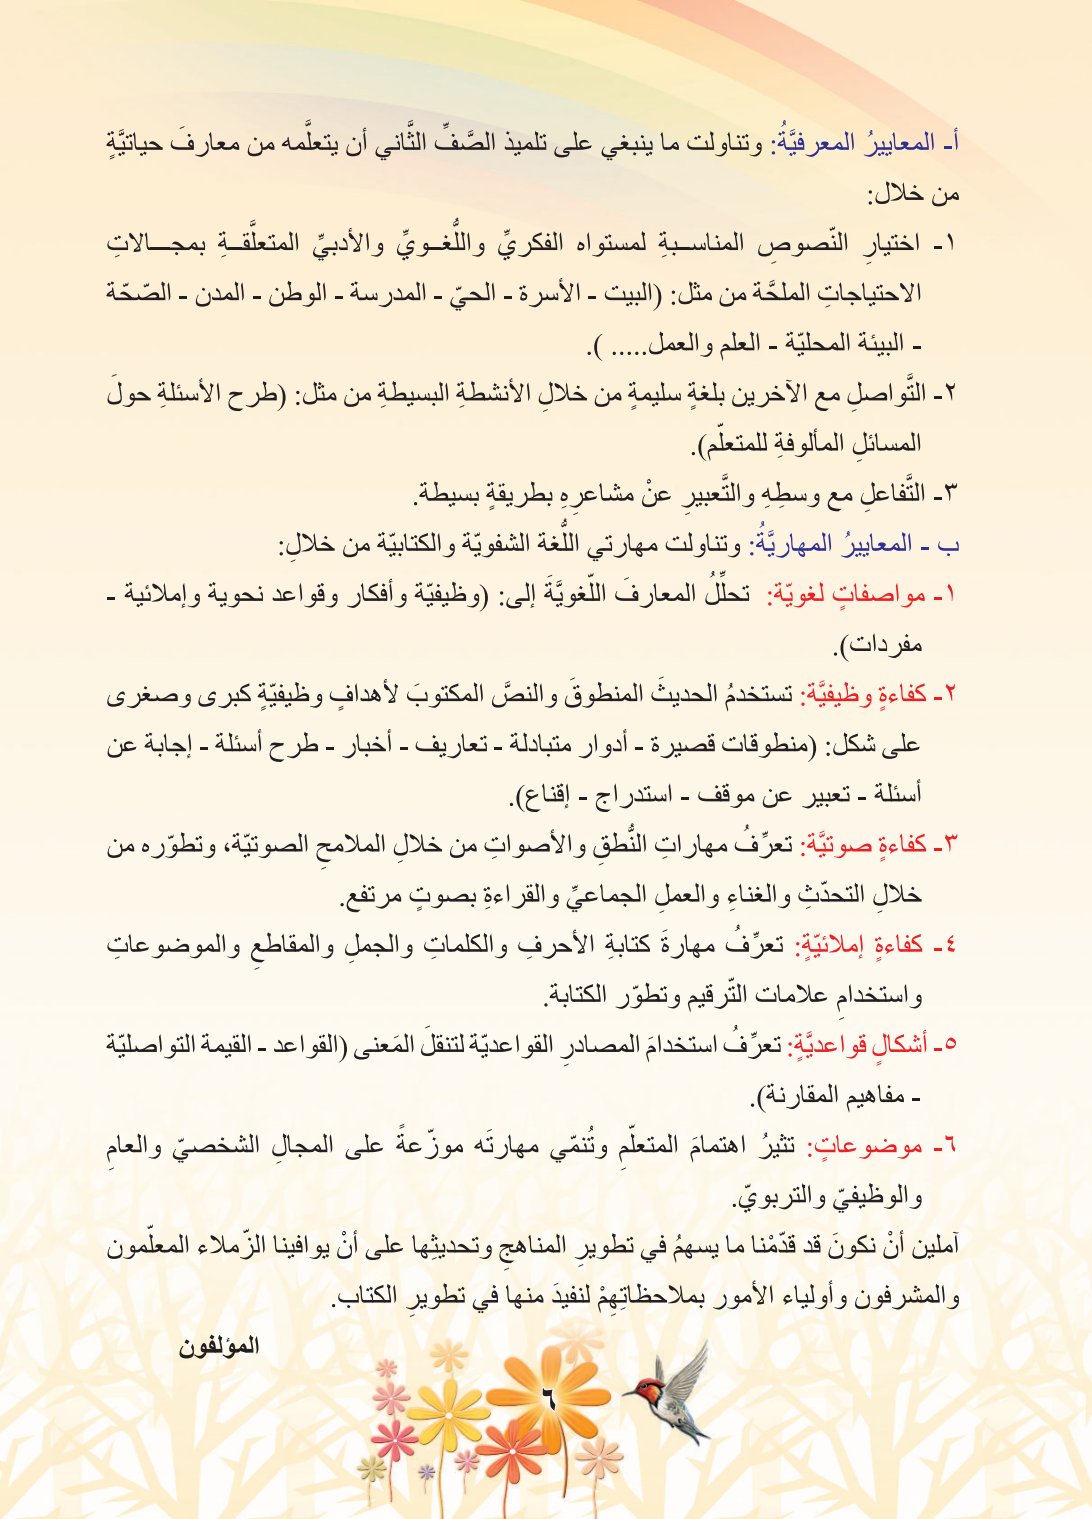 أ- المعاييرُ المعرفيَّةُ: وتناولت ما ينبغي على تلميذ الصَّفِّ الثَّاني أن يتعلَّمه من معارفَ حياتيَّةٍ
من خلال:
١- اختيارِ النّصوصِ المناسبةِ لمستواه الفكريِّ واللُّغويِّ والأدبيِّ المتعلَّقةِ بمجالاتِ
الاحتياجاتِ الملحَّة من مثل: (البيت - الأسرة - الحيّ - المدرسة - الوطن - المدن - الصّحّة
- البيئة المحليّة - العلم والعمل..... ).
٢- التَّواصلِ مع الآخرين بلغةٍ سليمةٍ من خلالِ الأنشطةِ البسيطةِ من مثل: (طرح الأسئلةِ حولَ
المسائلِ المألوفةِ للمتعلّم).
٣- التَّفاعلِ مع وسطِهِ والتَّعبيرِ عنْ مشاعرِهِ بطريقةٍ بسيطة.
ب - المعاييرُ المهاريَّةُ: وتناولت مهارتي اللُّغة الشفويّة والكتابيّة من خلالِ:
١- مواصفاتٍ لغويّة: تحلِّلُ المعارفَ اللّغويَّةَ إلى: (وظيفيّة وأفكار وقواعد نحوية وإملائية -
مفردات).
٢- كفاءةٍ وظيفيَّة: تستخدمُ الحديثَ المنطوقَ والنصَّ المكتوبَ لأهدافٍ وظيفيّةٍ كبرى وصغرى
على شكل: (منطوقات قصيرة - أدوار متبادلة - تعاريف - أخبار - طرح أسئلة - إجابة عن
أسئلة - تعبير عن موقف - استدراج - إقناع).
٣- كفاءةٍ صوتيَّة: تعرِّفُ مهاراتِ النُّطقِ والأصواتِ من خلالِ الملامحِ الصوتيّة، وتطوّره من
خلالِ التحدّثِ والغناءِ والعملِ الجماعيِّ والقراءةِ بصوتٍ مرتفع.
٤- كفاءةٍ إملائيّةٍ: تعرِّفُ مهارةَ كتابةِ الأحرفِ والكلماتِ والجملِ والمقاطعِ والموضوعاتِ
واستخدامِ علامات التّرقيم وتطوّر الكتابة.
٥- أشكالٍ قواعديَّةٍ: تعرِّفُ استخدامَ المصادرِ القواعديّة لتنقلَ المَعنى (القواعد - القيمة التواصليّة
- مفاهيم المقارنة).
٦- موضوعاتٍ: تثيرُ اهتمامَ المتعلّمِ وتُنمّي مهارتَه موزّعةً على المجالِ الشخصيّ والعامِ
والوظيفيّ والتربويّ.
آملين أنْ نكونَ قد قدّمْنا ما يسهمُ في تطويرِ المناهجِ وتحديثِها على أنْ يوافينا الزّملاء المعلّمون
والمشرفون وأولياء الأمور بملاحظاتِهِمْ لنفيدَ منها في تطويرِ الكتاب.
المؤلفون
٦